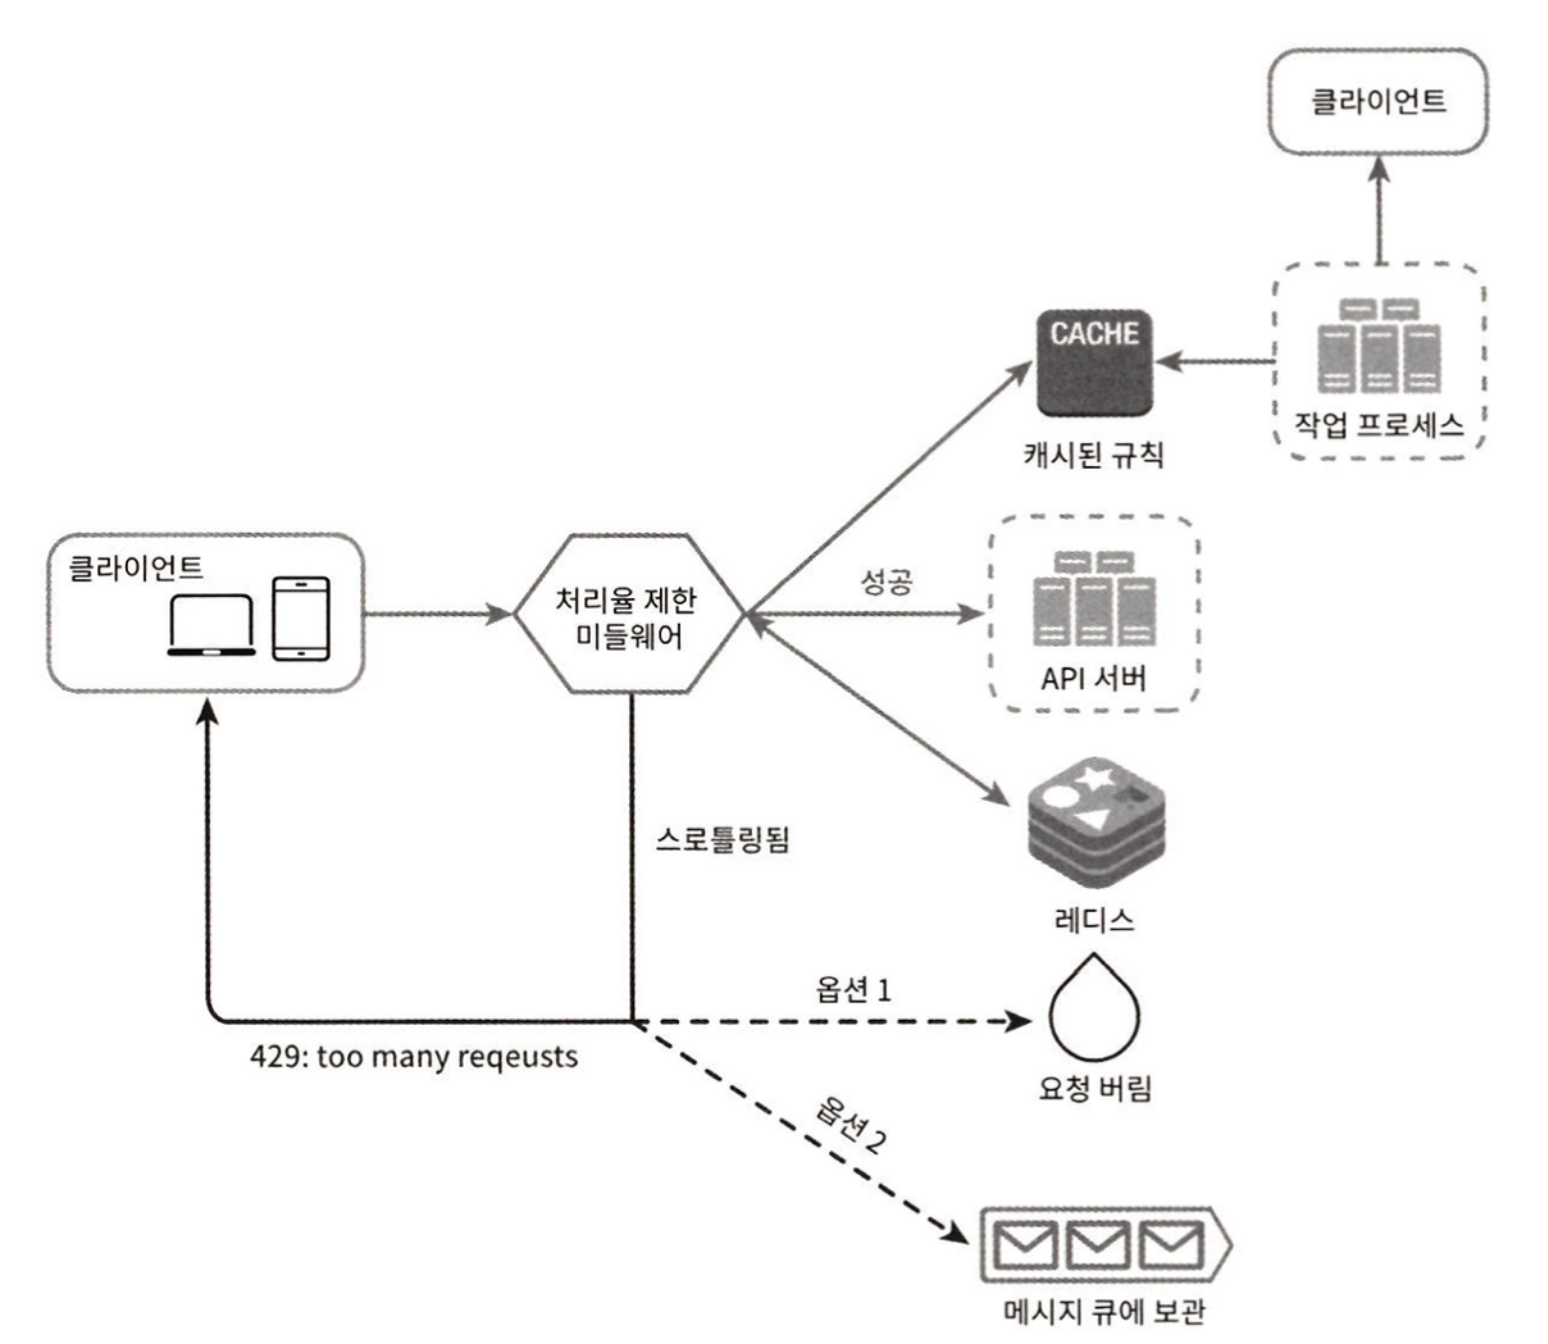 클라이언트
CACHE
작업 프로세스
캐시된 규칙
클라이언트
처리율 제한
미들웨어
성공
API 서버
스로틀링됨
레디스
옵션 1
429: too many reqeusts
요청 버림
옵션 2
메시지 큐에 보관